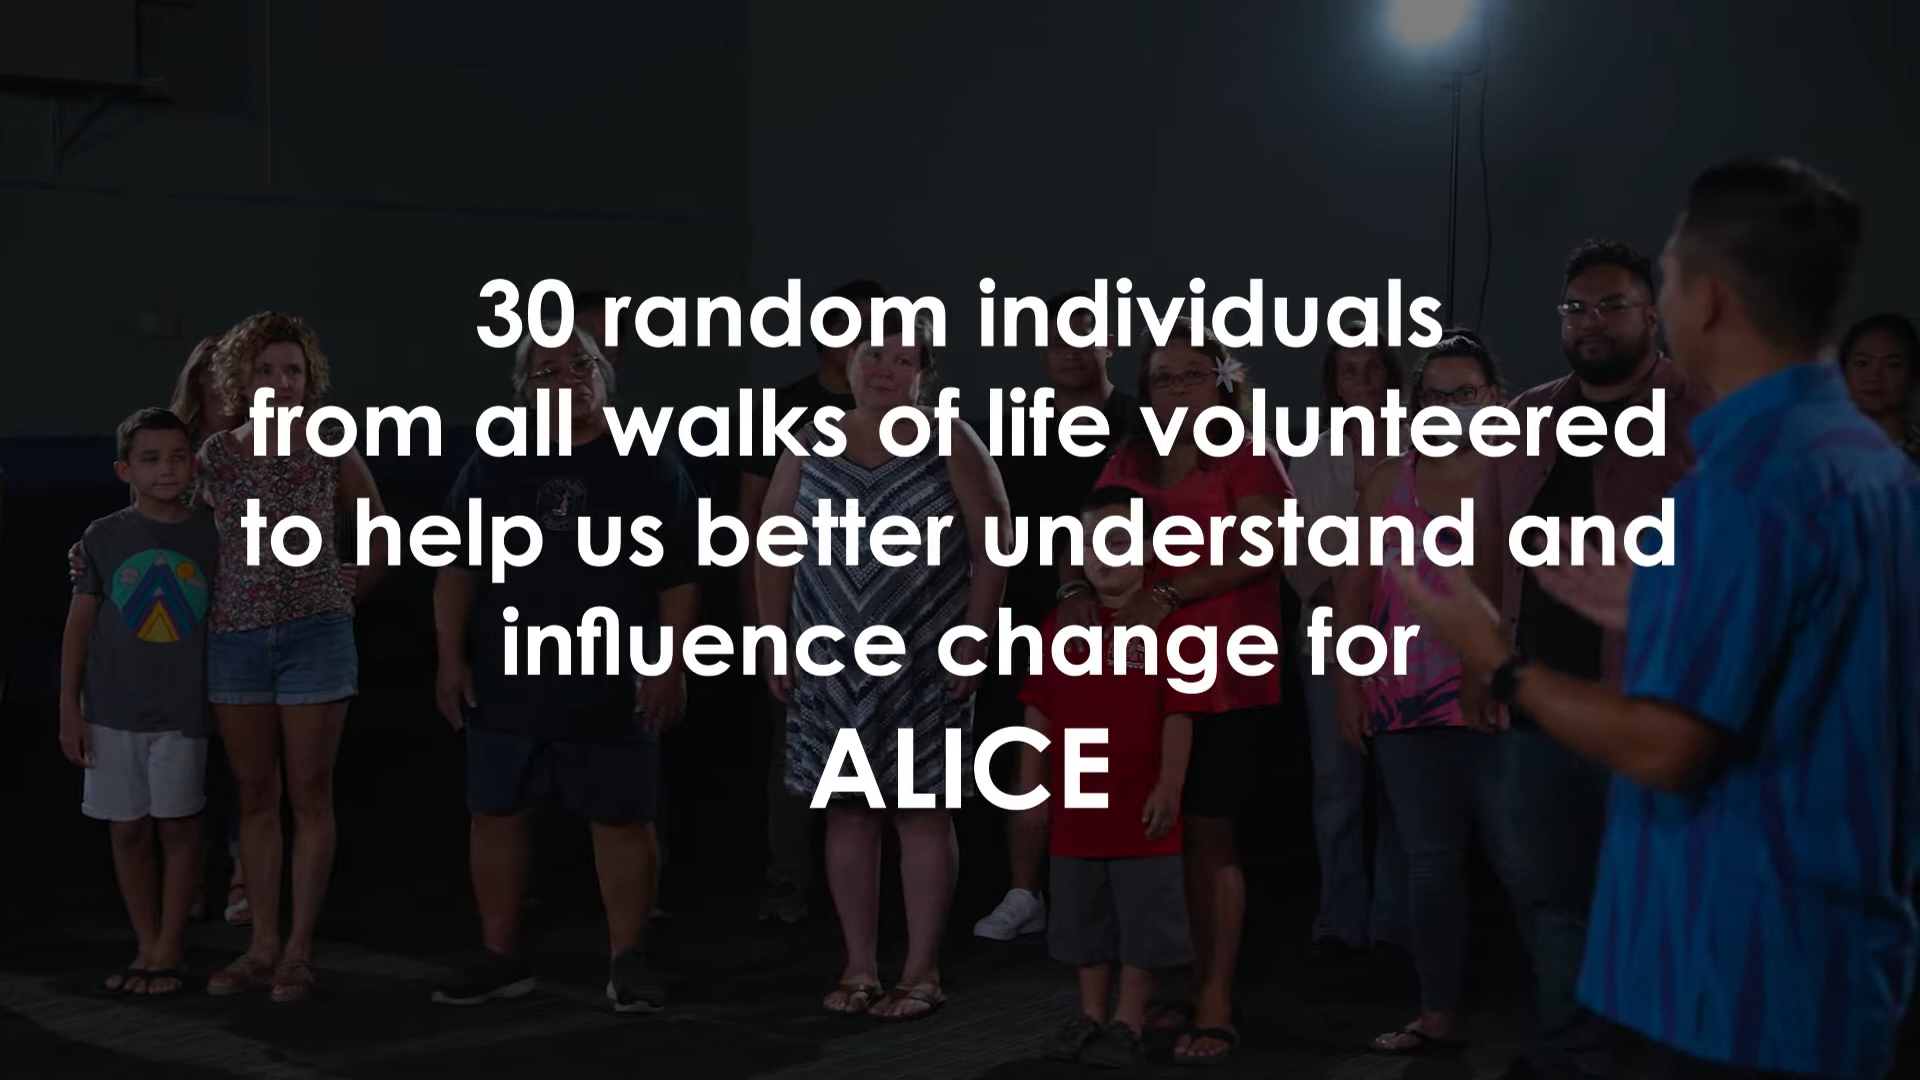 30 random individuals
from all walks of life volunteered
to help us better understand and
influence change for
ALICE